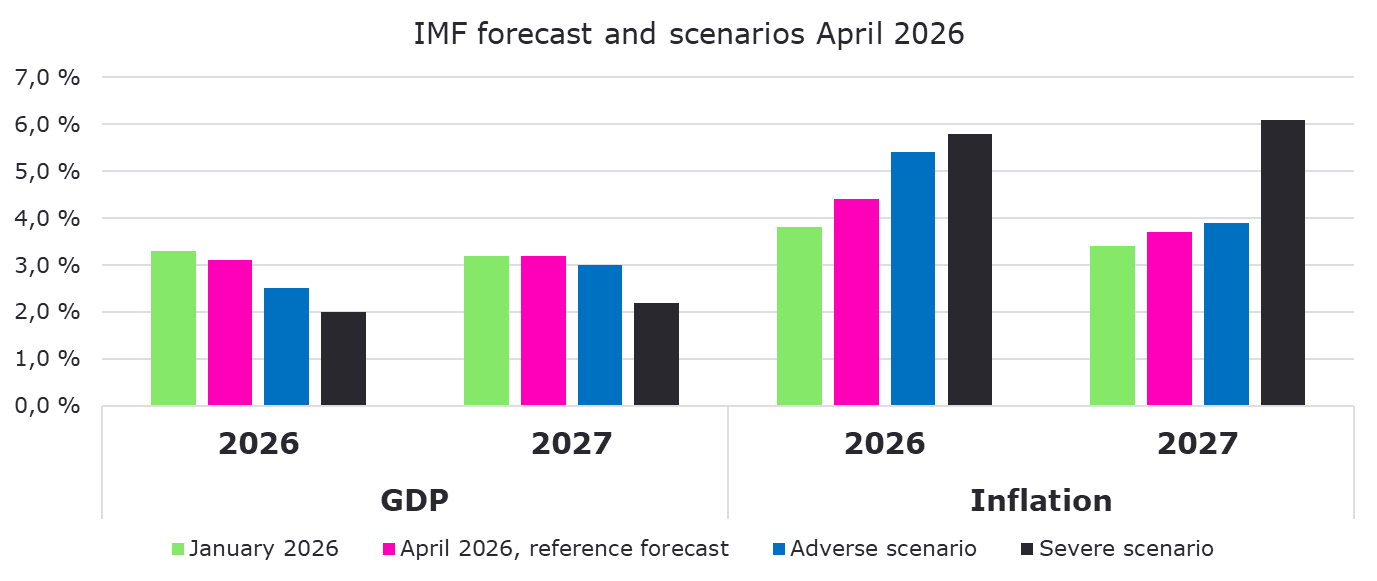 IMF forecast and scenarios April 2026
7,0 %
6,0 %
5,0 %
4,0 %
3,0 %
2,0 %
1,0 %
0,0 %
2026 2027 2026 2027
GDP Inflation
January 2026 April 2026, reference forecast Adverse scenario Severe scenario